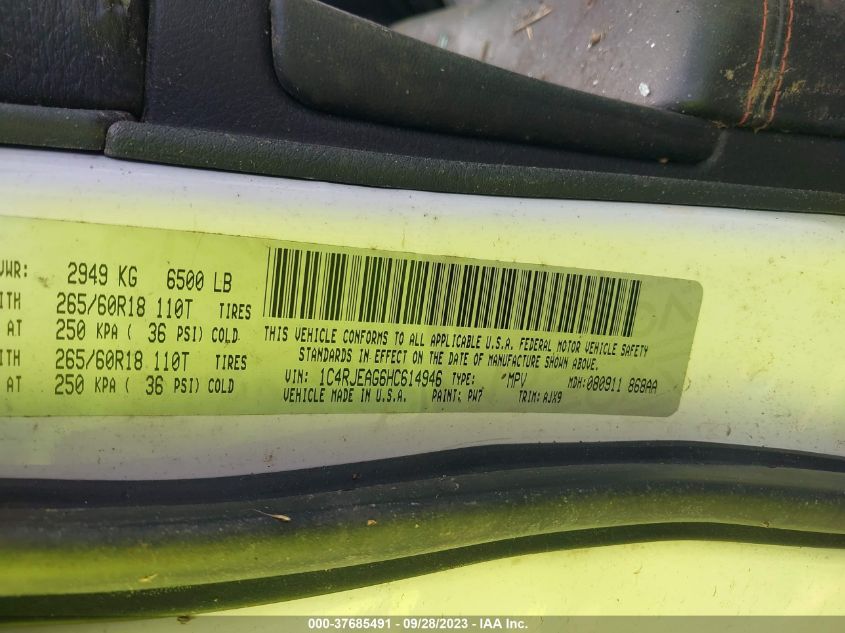 VWR: 2949 KG 6500 LB
ITH 265/60R18 110T TIRES
AT 250 KPA ( 36 PSI) COLD
ITH 265/60R18 110T TIRES
AT 250 KPA ( 36 PSI) COLD
THIS VEHICLE CONFORMS TO ALL APPLICABLE U.S.A. FEDERAL MOTOR VEHICLE SAFETY
STANDARDS IN EFFECT ON THE DATE OF MANUFACTURE SHOWN ABOVE.
VIN: 1C4RJEAG6HC614946 TYPE: MPV MDH: 080911 868AA
VEHICLE MADE IN U.S.A. PAINT: PW7 TRIM: AJX9
000-37685491 - 09/28/2023 - IAA Inc.